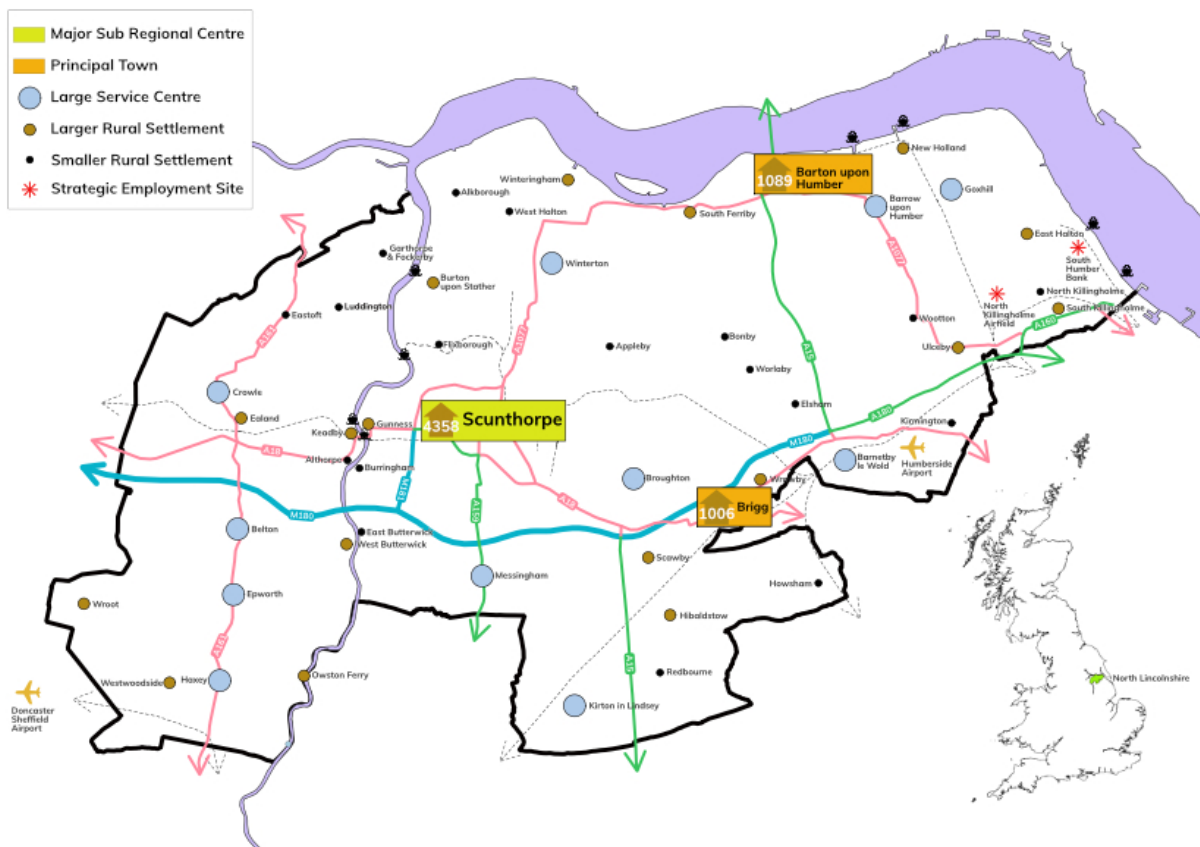 Major Sub Regional Centre
Principal Town
Large Service Centre
Larger Rural Settlement
Smaller Rural Settlement
Strategic Employment Site
New Holland
1089
Barton upon
Humber
Winteringham
Alkborough
Goxhill
West Halton
South Ferriby
Barrow
upon
Humber
East Halton
Garthorpe
& Fockerby
A1077
South
Humber
Bank
Winterton
Burton
upon Stather
North Killingholme
Luddington
North
Killingholme
Airfield
South Killingholme
Eastoft
Wootton
A160
A161
A1077
Bonby
Flixborough
Appleby
A15
Ulceby
Worlaby
Crowle
Elsham
Ealand
4358
Scunthorpe
A180
Gunness
Keadby
Kirmington
M180
A18
Althorpe
Burringham
Barnetby
le Wold
Humberside
Airport
Broughton
Wrawby
M181
A18
1006
Brigg
A159
M180
Belton
East Butterwick
West Butterwick
Scawby
Messingham
Howsham
Epworth
Wroot
Hibaldstow
A161
A15
Redbourne
Westwoodside
Haxey
Owston Ferry
North Lincolnshire
Kirton in Lindsey
Doncaster
Sheffield
Airport